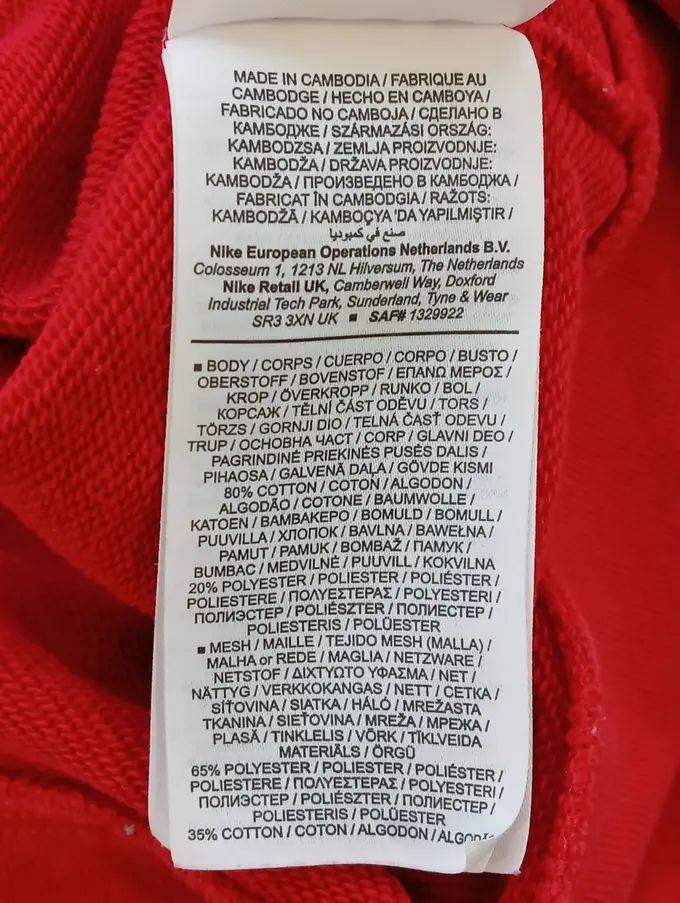 MADE IN CAMBODIA / FABRIQUE AU
CAMBODGE / HECHO EN CAMBOYA /
FABRICADO NO CAMBOJA / СДЕЛАНО В
КАМБОДЖЕ / SZÁRMAZÁSI ORSZÁG:
KAMBODZSA / ZEMLJA PROIZVODNJE:
KAMBODŽA / DRŽAVA PROIZVODNJE:
KAMBODŽA / ПРОИЗВЕДЕНО В КАМБОДЖА /
FABRICAT ÎN CAMBODGIA / RAŽOTS:
KAMBODŽĀ / KAMBOÇYA 'DA YAPILMIŞTIR /
صنع في كمبوديا
Nike European Operations Netherlands B.V.
Colosseum 1, 1213 NL Hilversum, The Netherlands
Nike Retail UK, Camberwell Way, Doxford
Industrial Tech Park, Sunderland, Tyne & Wear
SR3 3XN UK ■ SAF# 1329922
■ BODY / CORPS / CUERPO / CORPO / BUSTO /
OBERSTOFF / BOVENSTOF / ΕΠΑΝΩ ΜΕΡΟΣ /
KROP / ÖVERKROPP / RUNKO / BOL /
КОРСАЖ / TĚLNÍ ČÁST ODĚVU / TORS /
TÖRZS / GORNJI DIO / TELNÁ ČASŤ ODEVU /
TRUP / ОСНОВНА ЧАСТ / CORP / GLAVNI DEO /
PAGRINDINĖ PRIEKINĖS PUSĖS DALIS /
PIHAOSA / GALVENĀ DAĻA / GÖVDE KISMI
80% COTTON / COTON / ALGODON /
ALGODÃO / COTONE / BAUMWOLLE /
KATOEN / ΒΑΜΒΑΚΕΡΟ / BOMULD / BOMULL /
PUUVILLA / ХЛОПОК / BAVLNA / BAWEŁNA /
PAMUT / PAMUK / BOMBAŽ / ПАМУК /
BUMBAC / MEDVILNĖ / PUUVILL / KOKVILNA
20% POLYESTER / POLIESTER / POLIÉSTER /
POLIESTERE / ΠΟΛΥΕΣΤΕΡΑΣ / POLYESTERI /
ПОЛИЭСТЕР / POLIÉSZTER / ПОЛИЕСТЕР /
POLIESTERIS / POLÜESTER
■ MESH / MAILLE / TEJIDO MESH (MALLA) /
MALHA or REDE / MAGLIA / NETZWARE /
NETSTOF / ΔΙΧΤΥΩΤΟ ΥΦΑΣΜΑ / NET /
NÄTTYG / VERKKOKANGAS / NETT / СЕТКА /
SÍŤOVINA / SIATKA / HÁLÓ / MREŽASTA
TKANINA / SIEŤOVINA / MREŽA / МРЕЖА /
PLASĂ / TINKLELIS / VÕRK / TĪKLVEIDA
MATERIĀLS / ÖRGÜ
65% POLYESTER / POLIESTER / POLIÉSTER /
POLIESTERE / ΠΟΛΥΕΣΤΕΡΑΣ / POLYESTERI /
ПОЛИЭСТЕР / POLIÉSZTER / ПОЛИЕСТЕР /
POLIESTERIS / POLÜESTER
35% COTTON / COTON / ALGODON /